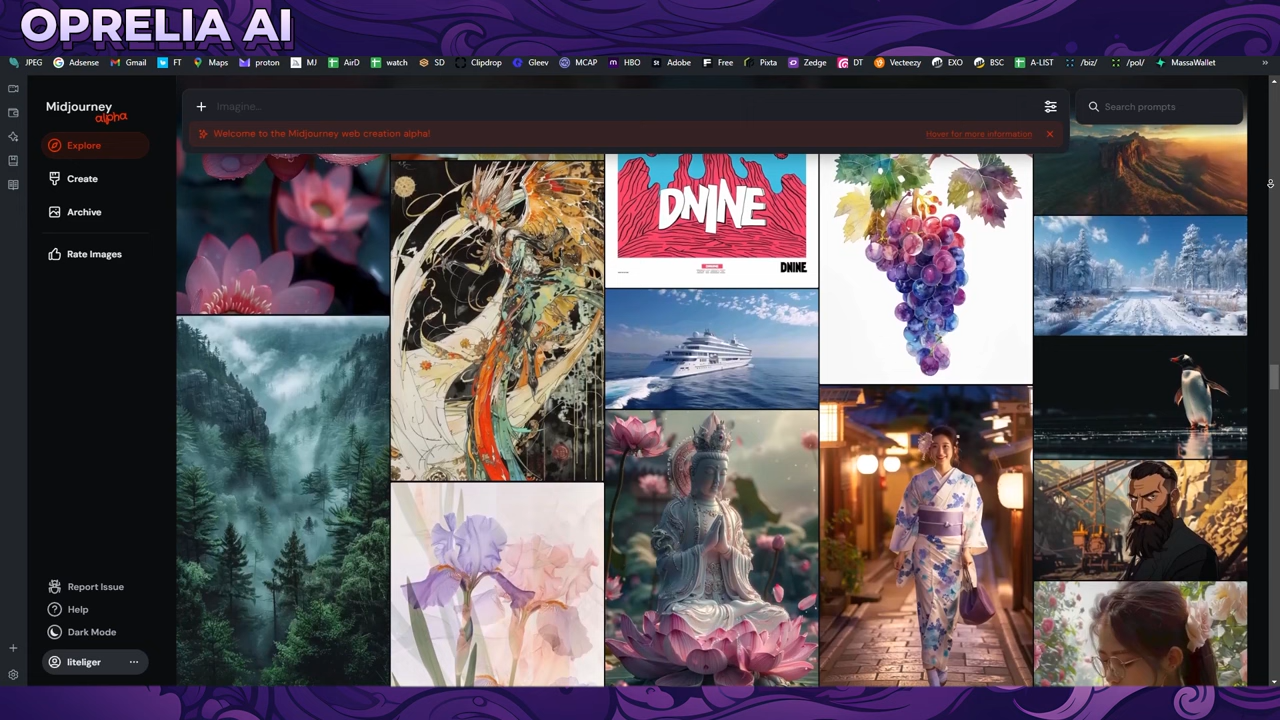 OPRELIA AI
JPEG Adsense Gmail FT Maps proton MJ AirD watch SD Clipdrop Gleev MCAP HBO Adobe Free Pixta Zedge DT Vecteezy EXO BSC A-LIST /biz/ /pol/ MassaWallet »
Midjourney
alpha
Imagine...
Search prompts
Welcome to the Midjourney web creation alpha!
Hover for more information
Explore
Create
Archive
Rate Images
DNINE
DNINE
Report Issue
Help
Dark Mode
liteliger ...